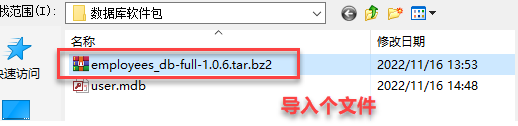 找范围(I):
数据库软件包
名称
修改日期
employees_db-full-1.0.6.tar.bz2
2022/11/16 13:53
快速访问
user.mdb
2022/11/16 14:48
导入个文件